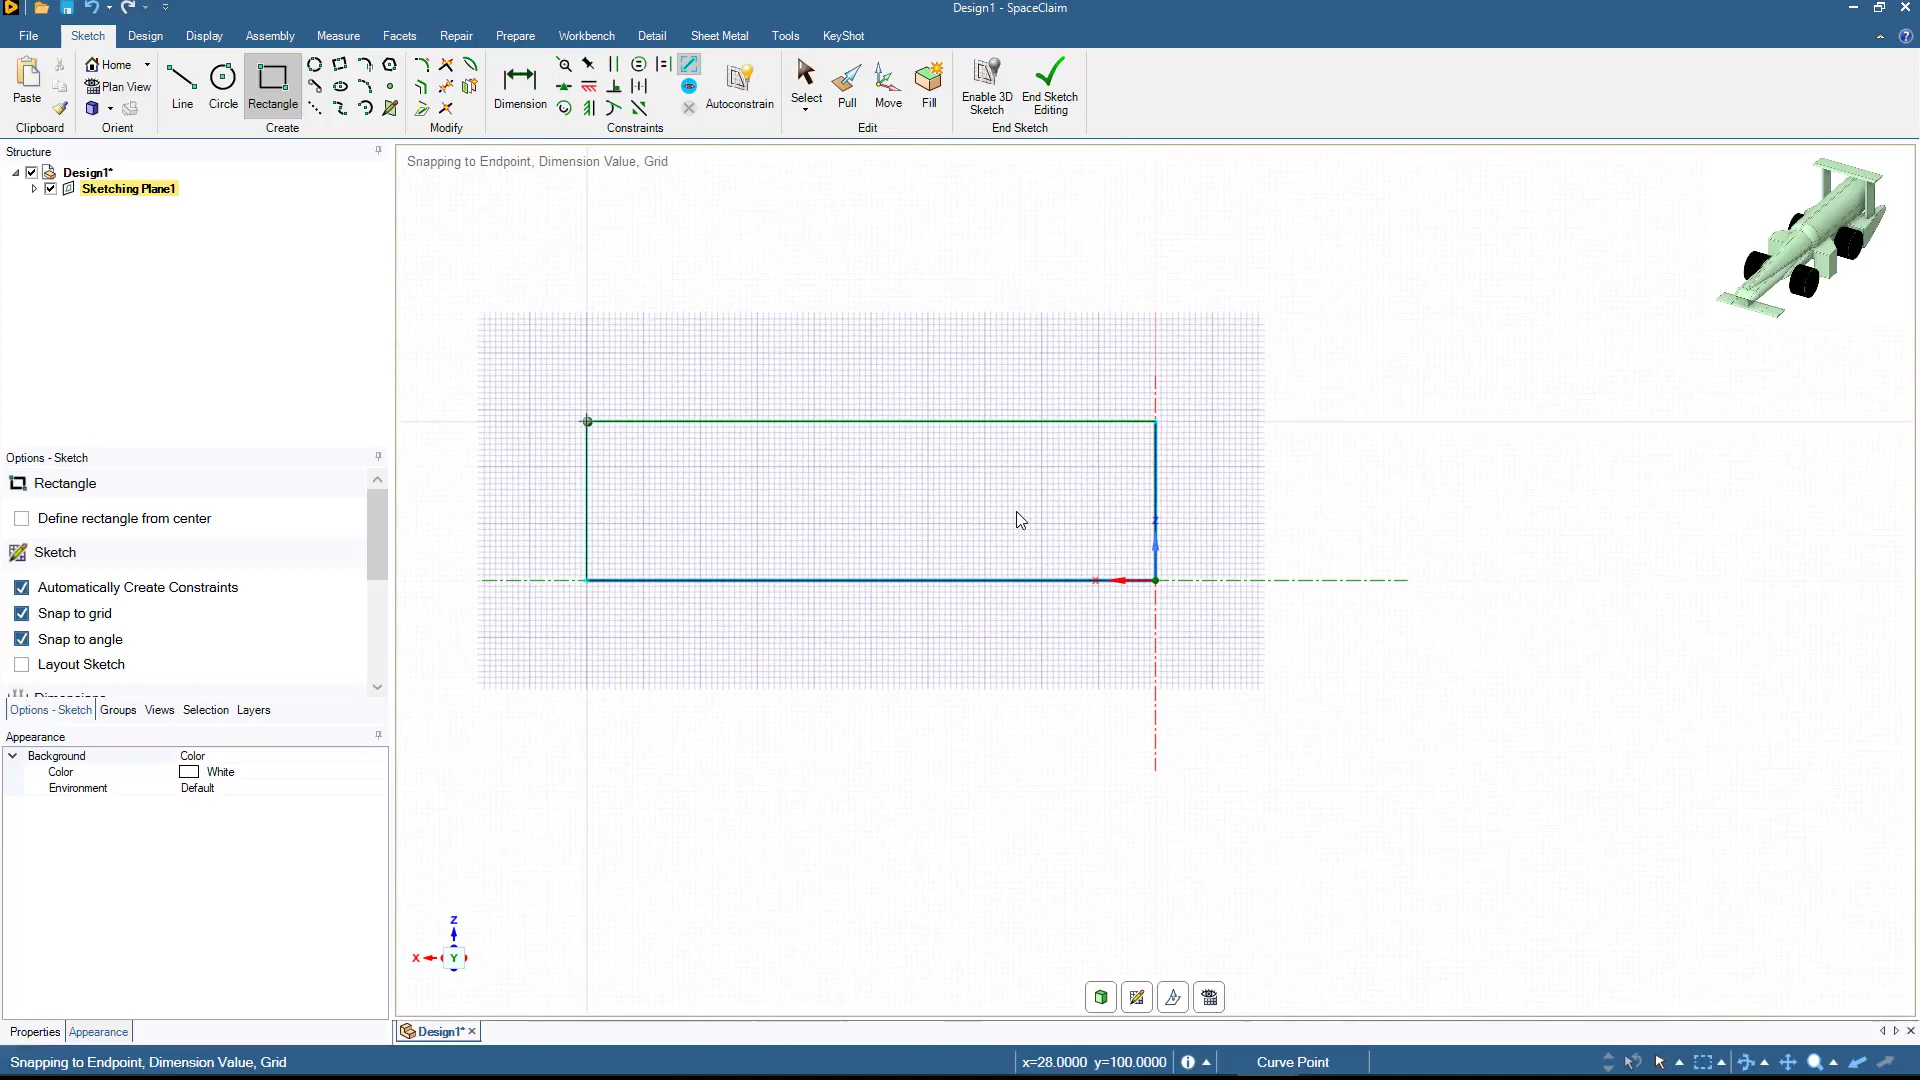 Design1 - SpaceClaim
File Sketch Design Display Assembly Measure Facets Repair Prepare Workbench Detail Sheet Metal Tools KeyShot
Paste
Clipboard
Home
Plan View
Orient
Line Circle Rectangle
Create
Modify
Dimension
Autoconstrain
Constraints
Select Pull Move Fill
Edit
Enable 3D Sketch
End Sketch Editing
End Sketch
Structure
Design1*
Sketching Plane1
Options - Sketch
Rectangle
Define rectangle from center
Sketch
Automatically Create Constraints
Snap to grid
Snap to angle
Layout Sketch
Dimensions
Options - Sketch Groups Views Selection Layers
Appearance
Background Color
Color White
Environment Default
Properties Appearance
Snapping to Endpoint, Dimension Value, Grid
Z
X
Z
X Y
Design1*
Snapping to Endpoint, Dimension Value, Grid
x=28.0000 y=100.0000
Curve Point